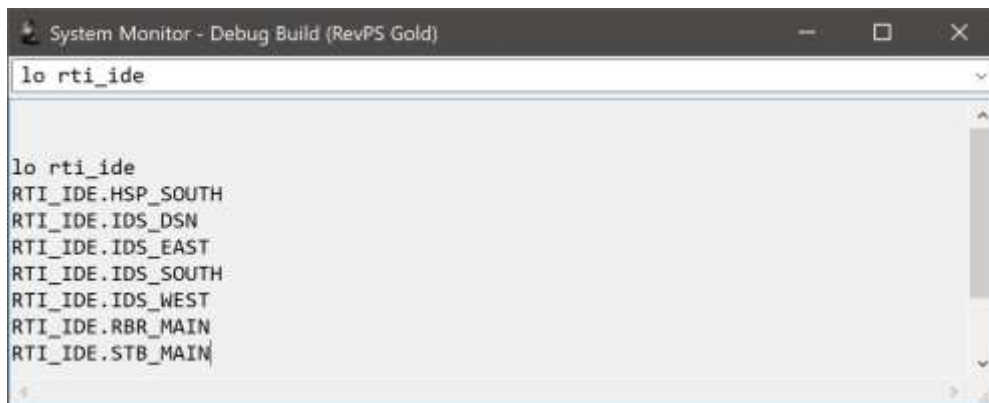 System Monitor - Debug Build (RevPS Gold)
lo rti_ide
lo rti_ide
RTI_IDE.HSP_SOUTH
RTI_IDE.IDS_DSN
RTI_IDE.IDS_EAST
RTI_IDE.IDS_SOUTH
RTI_IDE.IDS_WEST
RTI_IDE.RBR_MAIN
RTI_IDE.STB_MAIN